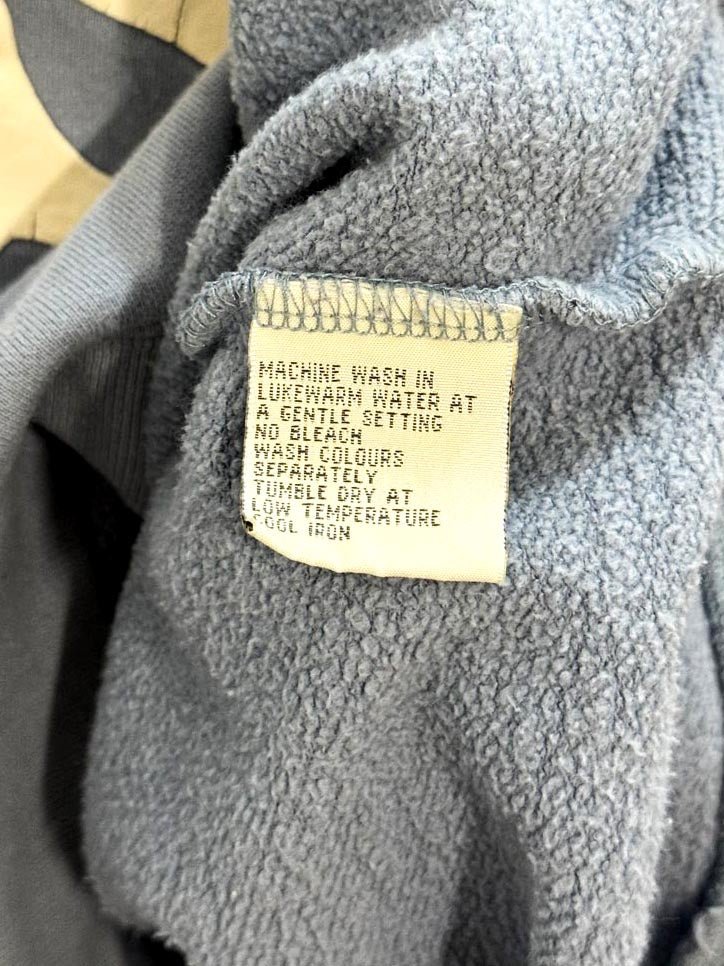 MACHINE WASH IN
LUKEWARM WATER AT
A GENTLE SETTING
NO BLEACH
WASH COLOURS
SEPARATELY
TUMBLE DRY AT
LOW TEMPERATURE
COOL IRON